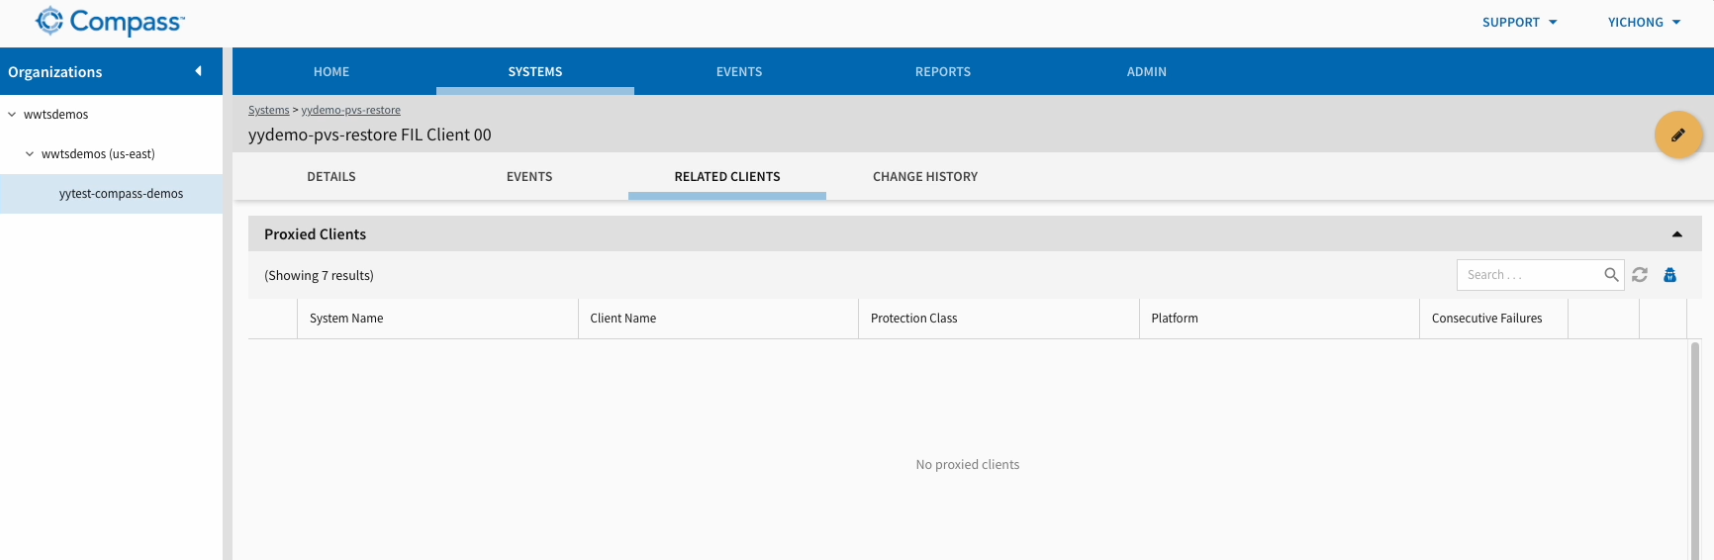 Compass™
SUPPORT
YICHONG
Organizations
HOME
SYSTEMS
EVENTS
REPORTS
ADMIN
wwtsdemos
wwtsdemos (us-east)
yytest-compass-demos
Systems > yydemo-pvs-restore
yydemo-pvs-restore FIL Client 00
DETAILS
EVENTS
RELATED CLIENTS
CHANGE HISTORY
Proxied Clients
(Showing 7 results)
Search . . .
System Name
Client Name
Protection Class
Platform
Consecutive Failures
No proxied clients